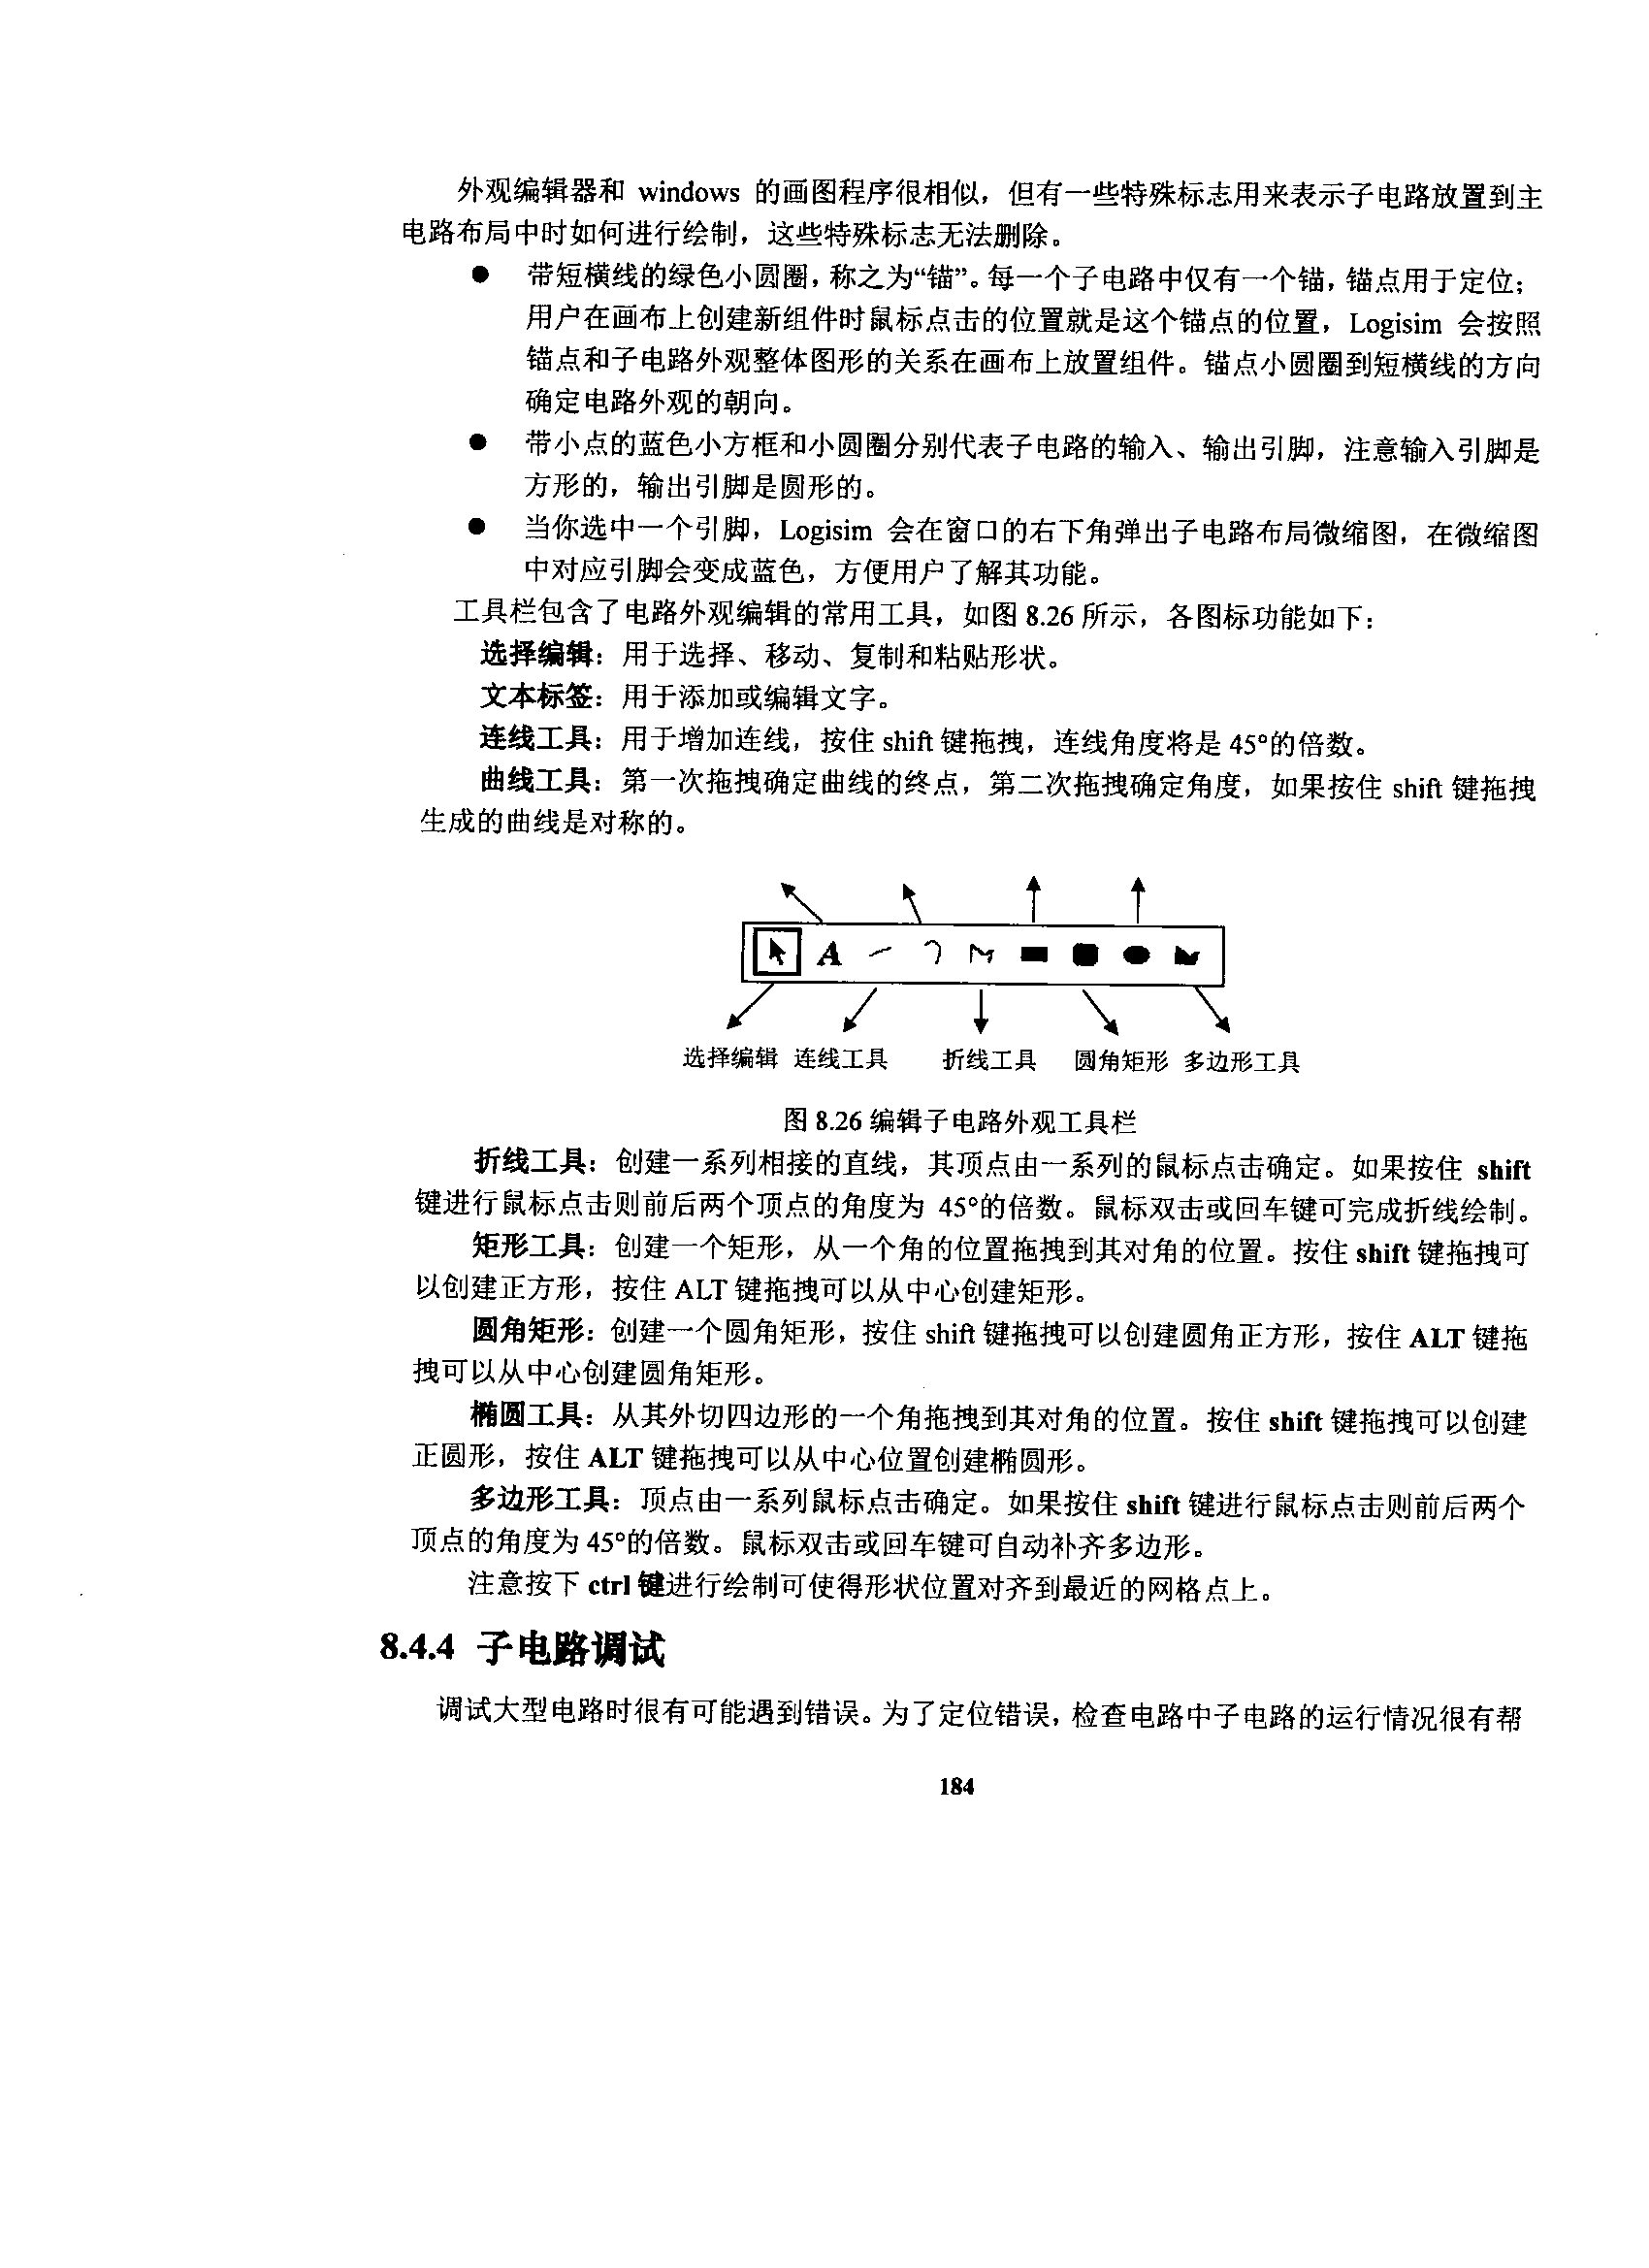 外观编辑器和 windows 的画图程序很相似，但有一些特殊标志用来表示子电路放置到主
电路布局中时如何进行绘制，这些特殊标志无法删除。
● 带短横线的绿色小圆圈，称之为“锚”。每一个子电路中仅有一个锚，锚点用于定位；
用户在画布上创建新组件时鼠标点击的位置就是这个锚点的位置，Logisim 会按照
锚点和子电路外观整体图形的关系在画布上放置组件。锚点小圆圈到短横线的方向
确定电路外观的朝向。
● 带小点的蓝色小方框和小圆圈分别代表子电路的输入、输出引脚，注意输入引脚是
方形的，输出引脚是圆形的。
● 当你选中一个引脚，Logisim 会在窗口的右下角弹出子电路布局微缩图，在微缩图
中对应引脚会变成蓝色，方便用户了解其功能。
工具栏包含了电路外观编辑的常用工具，如图 8.26 所示，各图标功能如下：
选择编辑：用于选择、移动、复制和粘贴形状。
文本标签：用于添加或编辑文字。
连线工具：用于增加连线，按住 shift 键拖拽，连线角度将是 45°的倍数。
曲线工具：第一次拖拽确定曲线的终点，第二次拖拽确定角度，如果按住 shift 键拖拽
生成的曲线是对称的。
A
选择编辑 连线工具 折线工具 圆角矩形 多边形工具
图 8.26 编辑子电路外观工具栏
折线工具：创建一系列相接的直线，其顶点由一系列的鼠标点击确定。如果按住 shift
键进行鼠标点击则前后两个顶点的角度为 45°的倍数。鼠标双击或回车键可完成折线绘制。
矩形工具：创建一个矩形，从一个角的位置拖拽到其对角的位置。按住 shift 键拖拽可
以创建正方形，按住 ALT 键拖拽可以从中心创建矩形。
圆角矩形：创建一个圆角矩形，按住 shift 键拖拽可以创建圆角正方形，按住 ALT 键拖
拽可以从中心创建圆角矩形。
椭圆工具：从其外切四边形的一个角拖拽到其对角的位置。按住 shift 键拖拽可以创建
正圆形，按住 ALT 键拖拽可以从中心位置创建椭圆形。
多边形工具：顶点由一系列鼠标点击确定。如果按住 shift 键进行鼠标点击则前后两个
顶点的角度为 45°的倍数。鼠标双击或回车键可自动补齐多边形。
注意按下 ctrl 键进行绘制可使得形状位置对齐到最近的网格点上。
8.4.4 子电路调试
调试大型电路时很有可能遇到错误。为了定位错误，检查电路中子电路的运行情况很有帮
184